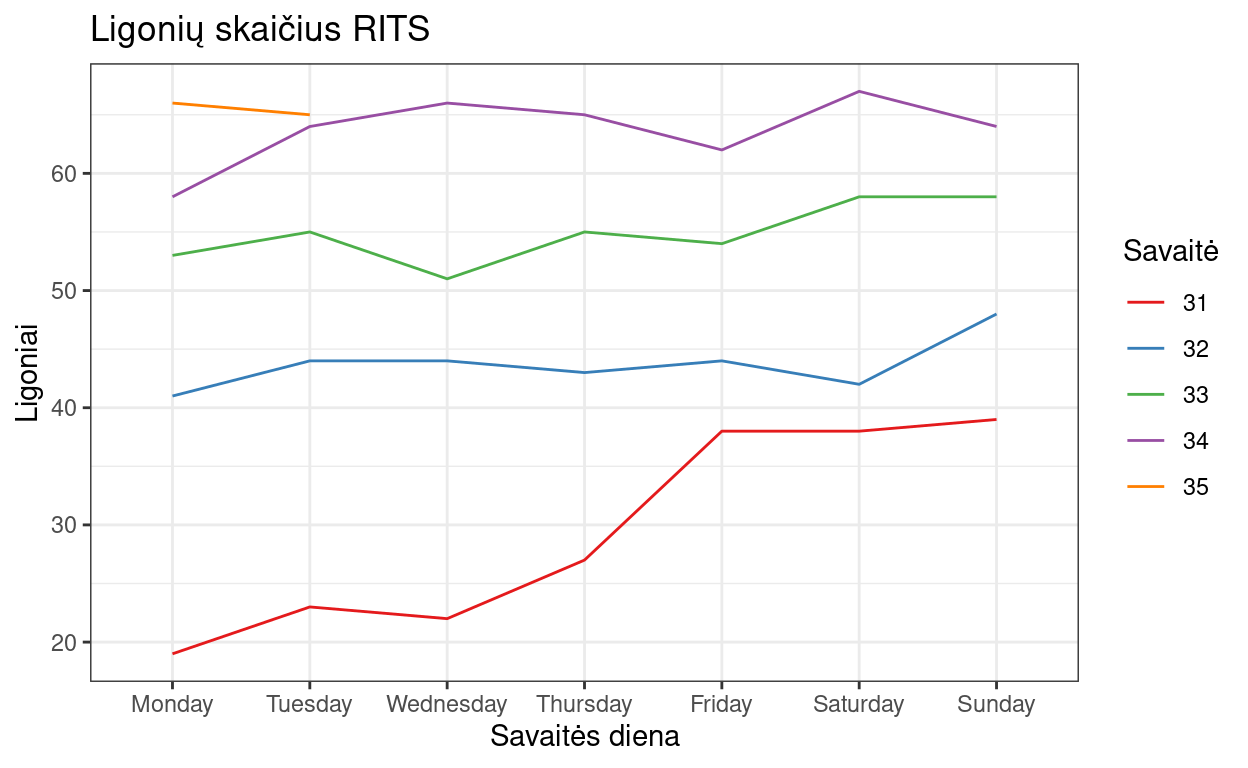 Ligonių skaičius RITS
Ligoniai
60
50
40
30
20
Monday Tuesday Wednesday Thursday Friday Saturday Sunday
Savaitės diena
Savaitė
31
32
33
34
35